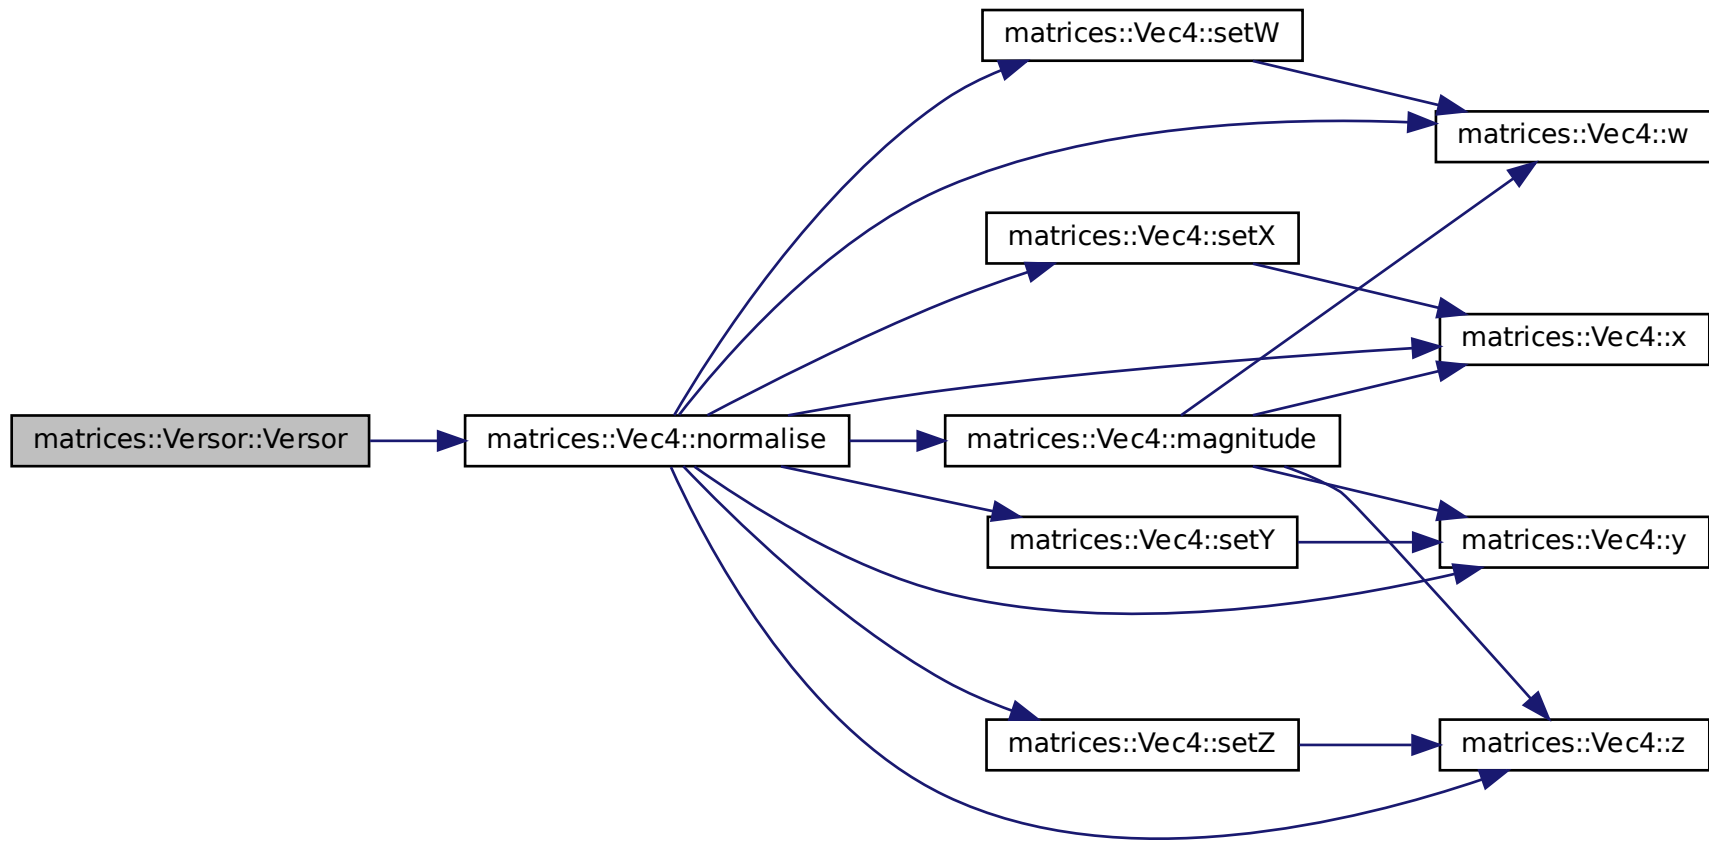 matrices::Vec4::setW
matrices::Vec4::w
matrices::Vec4::setX
matrices::Vec4::x
matrices::Versor::Versor
matrices::Vec4::normalise
matrices::Vec4::magnitude
matrices::Vec4::setY
matrices::Vec4::y
matrices::Vec4::setZ
matrices::Vec4::z